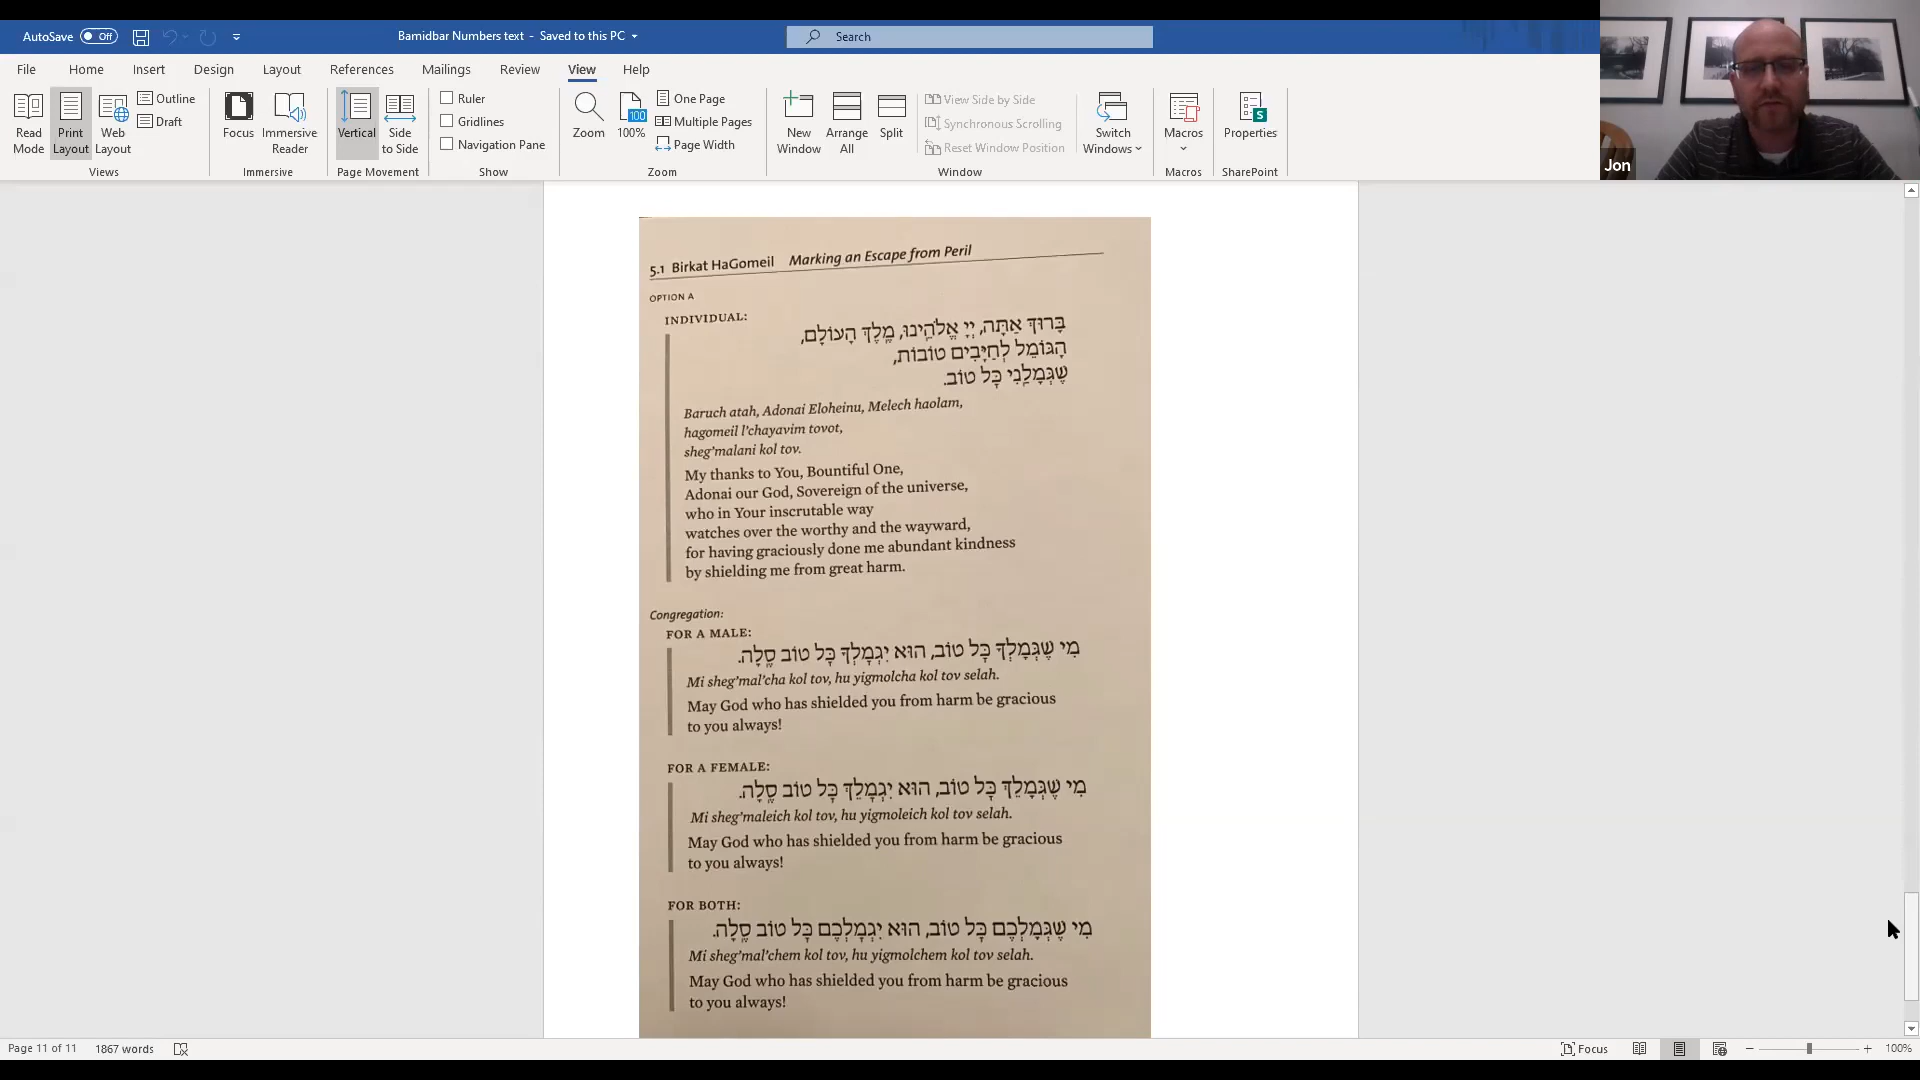 AutoSave Off Bamidbar Numbers text - Saved to this PC Search
File Home Insert Design Layout References Mailings Review View Help
Read Mode
Print Layout
Web Layout
Outline
Draft
Views
Focus
Immersive Reader
Immersive
Vertical
Side to Side
Page Movement
Ruler
Gridlines
Navigation Pane
Show
Zoom
100
100%
One Page
Multiple Pages
Page Width
Zoom
New Window
Arrange All
Split
View Side by Side
Synchronous Scrolling
Reset Window Position
Switch Windows
Window
Macros
Macros
S
Properties
SharePoint
Jon
5.1 Birkat HaGomeil Marking an Escape from Peril
OPTION A
INDIVIDUAL:
בָּרוּךְ אַתָּה, יְיָ אֱלֹהֵֽינוּ, מֶֽלֶךְ הָעוֹלָם,
הַגּוֹמֵל לְחַיָּבִים טוֹבוֹת,
שֶׁגְּמָלַֽנִי כׇּל טוֹב.
Baruch atah, Adonai Eloheinu, Melech haolam,
hagomeil l'chayavim tovot,
sheg'malani kol tov.
My thanks to You, Bountiful One,
Adonai our God, Sovereign of the universe,
who in Your inscrutable way
watches over the worthy and the wayward,
for having graciously done me abundant kindness
by shielding me from great harm.
Congregation:
FOR A MALE:
מִי שֶׁגְּמָלְךָ כׇּל טוֹב, הוּא יִגְמׇלְךָ כׇּל טוֹב סֶֽלָה.
Mi sheg'mal'cha kol tov, hu yigmolcha kol tov selah.
May God who has shielded you from harm be gracious
to you always!
FOR A FEMALE:
מִי שֶׁגְּמָלֵךְ כׇּל טוֹב, הוּא יִגְמְלֵךְ כׇּל טוֹב סֶֽלָה.
Mi sheg'maleich kol tov, hu yigmoleich kol tov selah.
May God who has shielded you from harm be gracious
to you always!
FOR BOTH:
מִי שֶׁגְּמָלְכֶם כׇּל טוֹב, הוּא יִגְמׇלְכֶם כׇּל טוֹב סֶֽלָה.
Mi sheg'mal'chem kol tov, hu yigmolchem kol tov selah.
May God who has shielded you from harm be gracious
to you always!
Page 11 of 11 1867 words Focus 100%